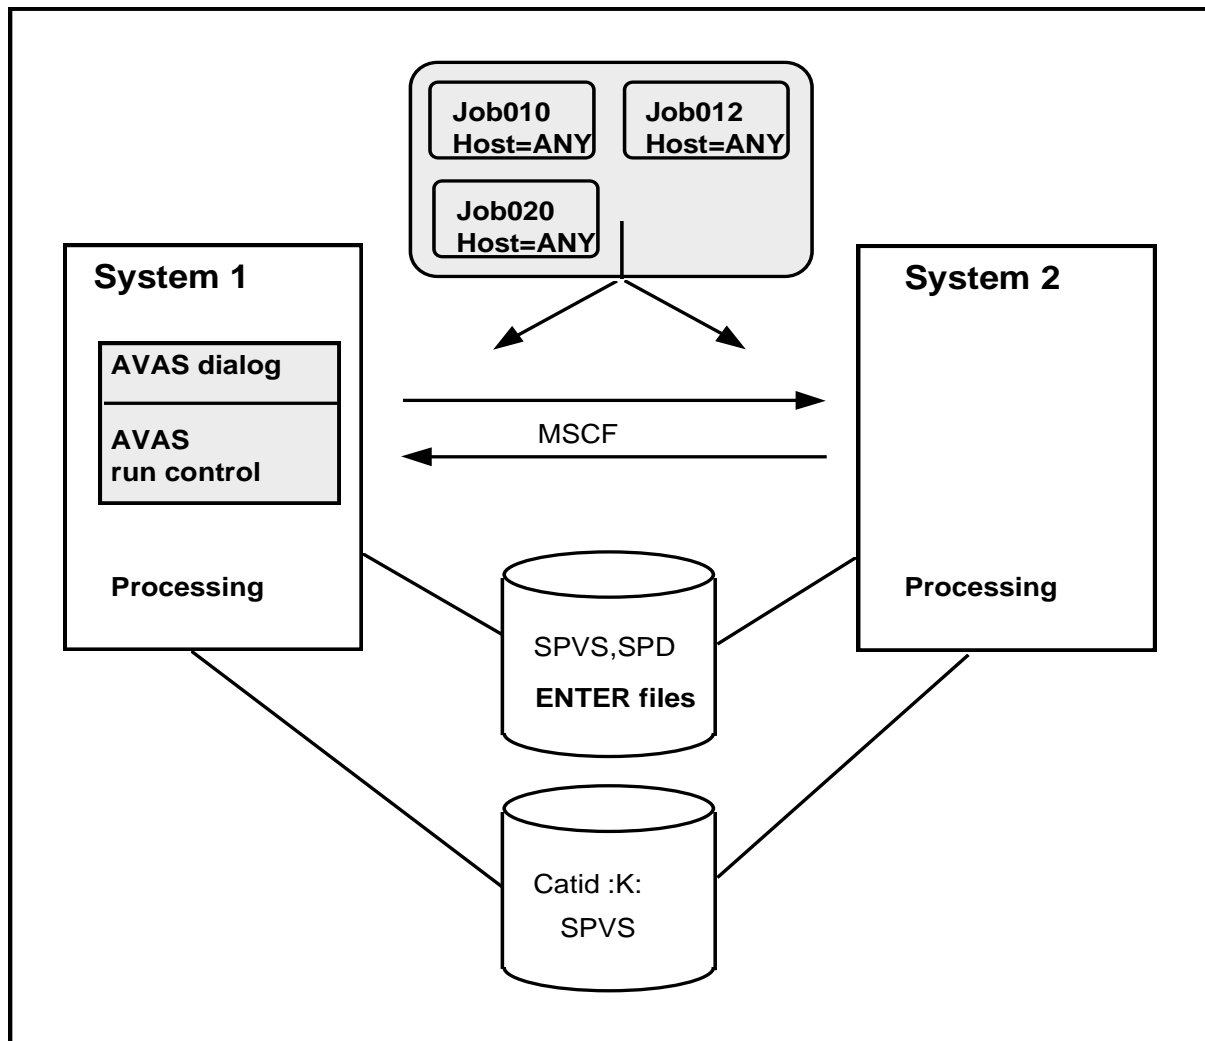 Job010
Host=ANY
Job012
Host=ANY
Job020
Host=ANY
System 1
AVAS dialog
AVAS
run control
Processing
MSCF
System 2
Processing
SPVS,SPD
ENTER files
Catid :K:
SPVS